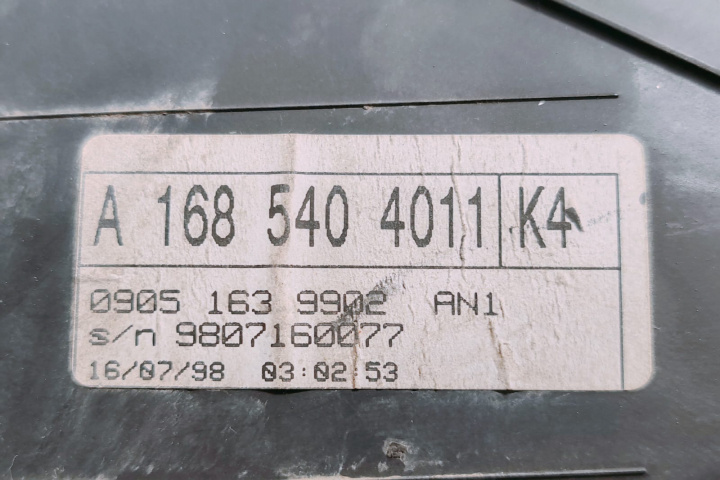 A 168 540 4011 K4
0905 163 9902 AN1
s/n 9807160077
16/07/98 03:02:53